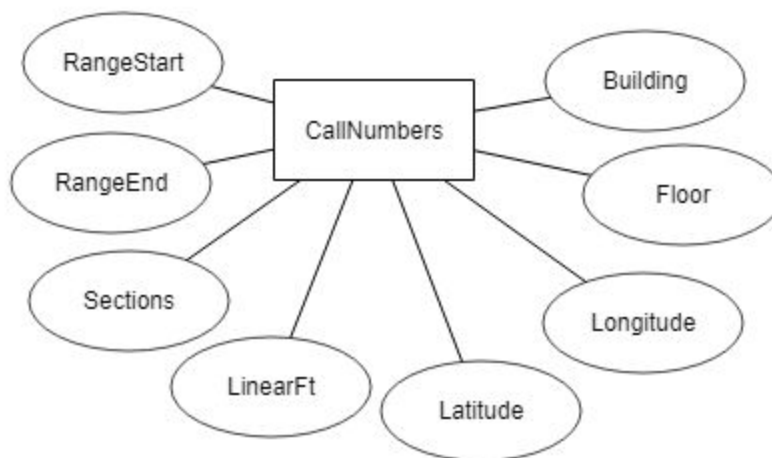 RangeStart
CallNumbers
Building
RangeEnd
Floor
Sections
Longitude
LinearFt
Latitude